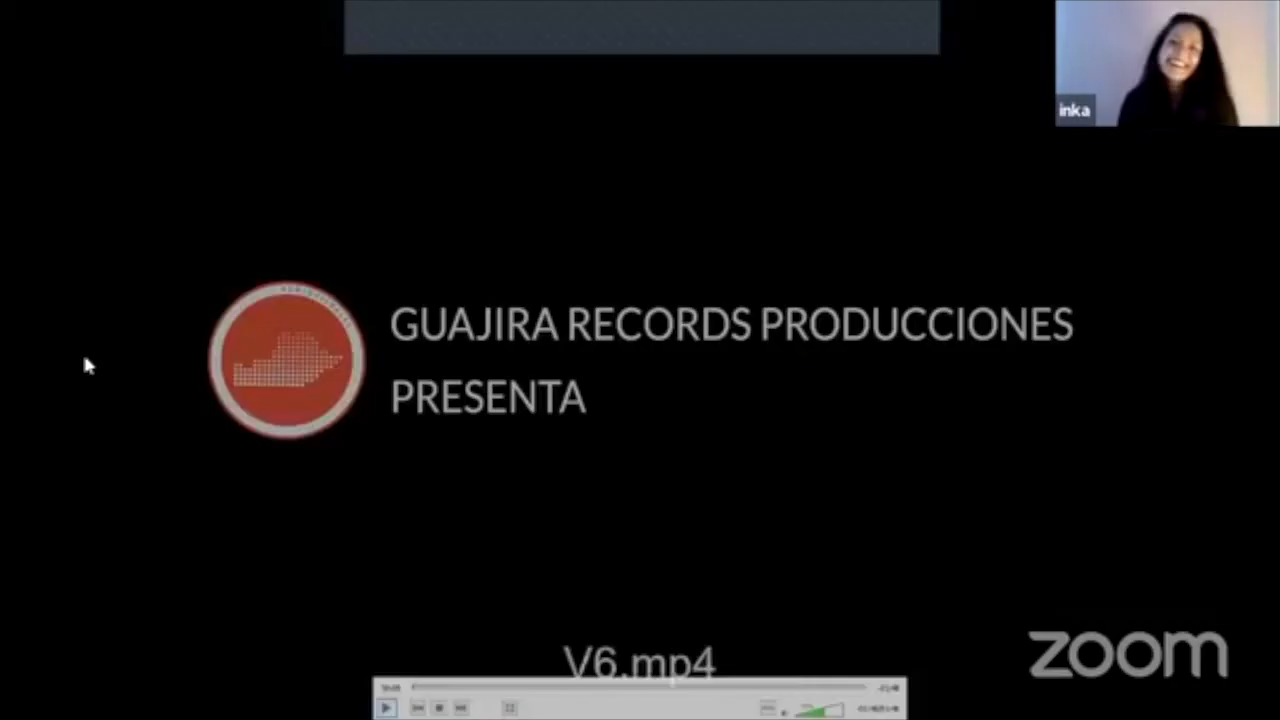 inka
GUAJIRA RECORDS PRODUCCIONES
PRESENTA
V6.mp4
zoom